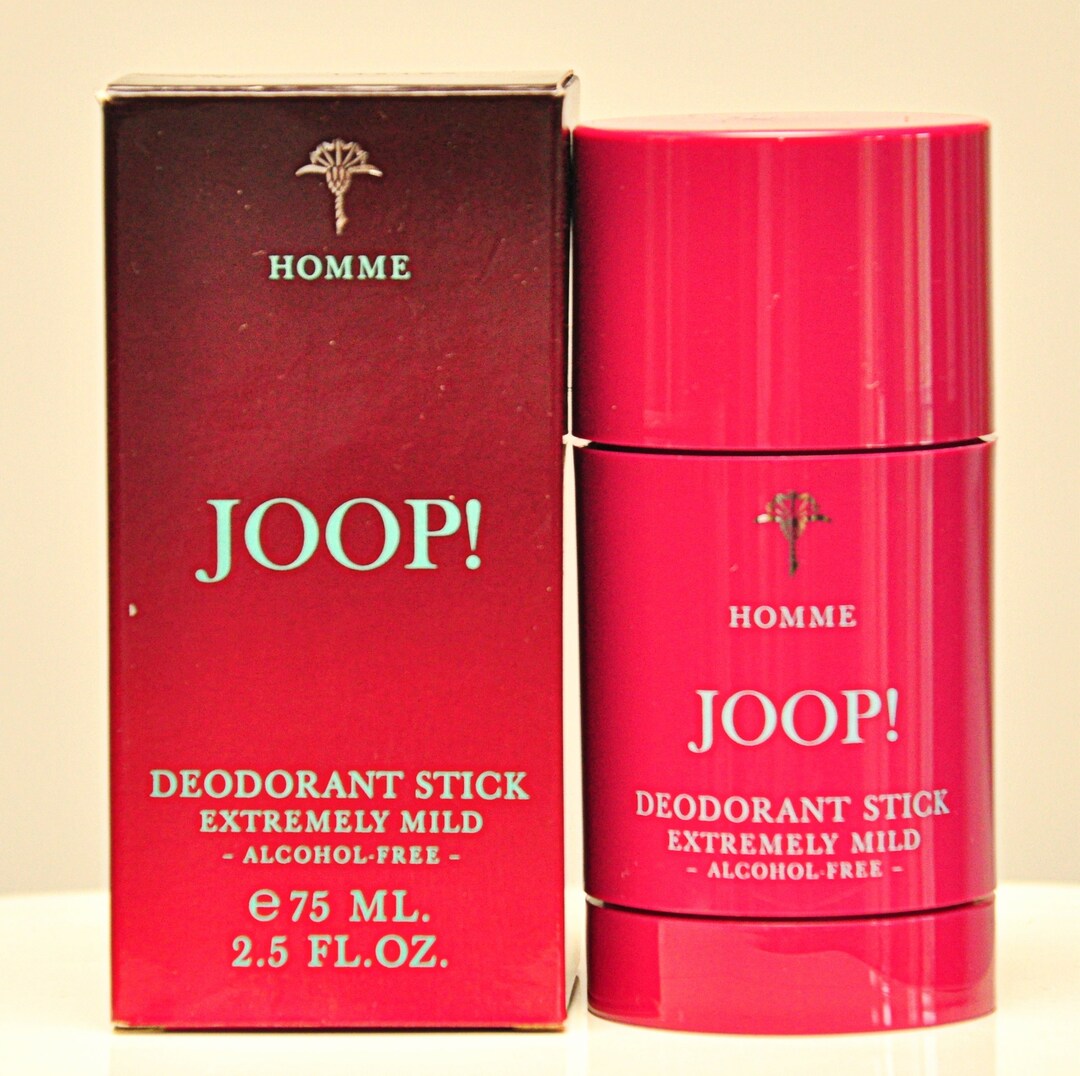 HOMME
JOOP!
DEODORANT STICK
EXTREMELY MILD
- ALCOHOL-FREE -
℮75 ML.
2.5 FL.OZ.
HOMME
JOOP!
DEODORANT STICK
EXTREMELY MILD
- ALCOHOL-FREE -